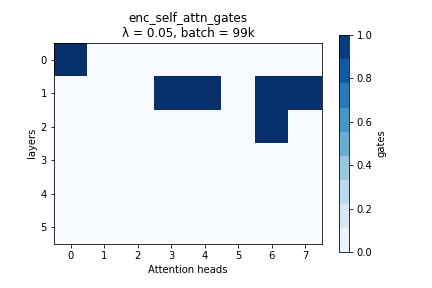 enc_self_attn_gates
λ = 0.05, batch = 99k
layers
0
1
2
3
4
5
0 1 2 3 4 5 6 7
Attention heads
1.0
0.8
0.6
0.4
0.2
0.0
gates